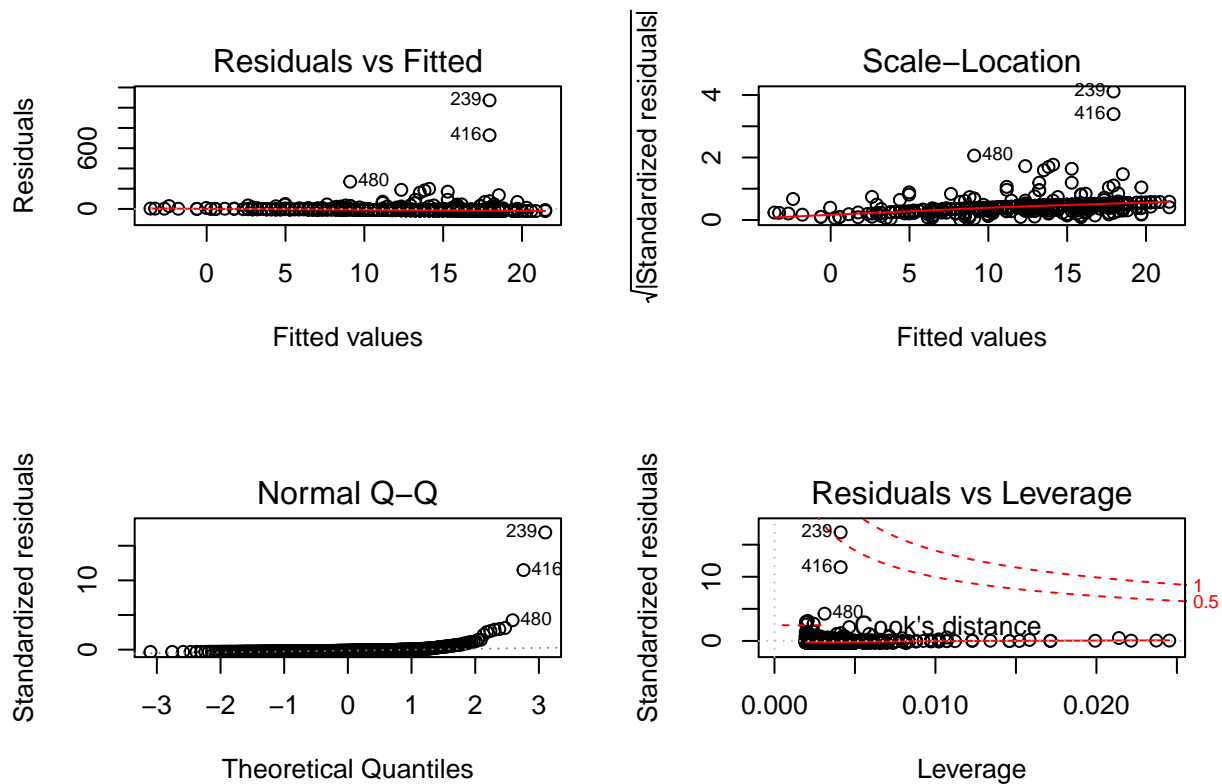 Residuals vs Fitted
Residuals
0 600
0 5 10 15 20
Fitted values
239
416
480
Scale−Location
√|Standardized residuals|
0 2 4
0 5 10 15 20
Fitted values
239
416
480
Normal Q−Q
Standardized residuals
0 10
−3 −2 −1 0 1 2 3
Theoretical Quantiles
239
416
480
Residuals vs Leverage
Standardized residuals
0 10
0.000 0.010 0.020
Leverage
239
416
480
Cook's distance
1
0.5